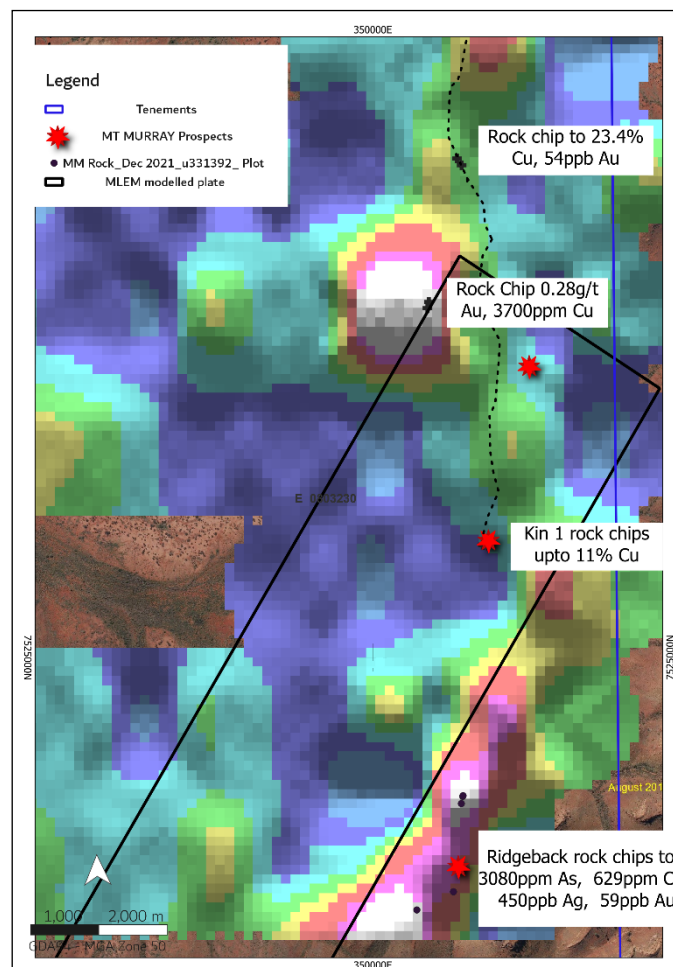 350000E
Legend
Tenements
MT MURRAY Prospects
MM Rock_Dec 2021_u331392_ Plot
MLEM modelled plate
Rock chip to 23.4%
Cu, 54ppb Au
Rock Chip 0.28g/t
Au, 3700ppm Cu
Kin 1 rock chips
upto 11% Cu
7525000N
7525000N
August 201
Ridgeback rock chips to
3080ppm As, 629ppm C
450ppb Ag, 59ppb Au
1,000 2,000 m
GDA94 - MGA Zone 50
350000E